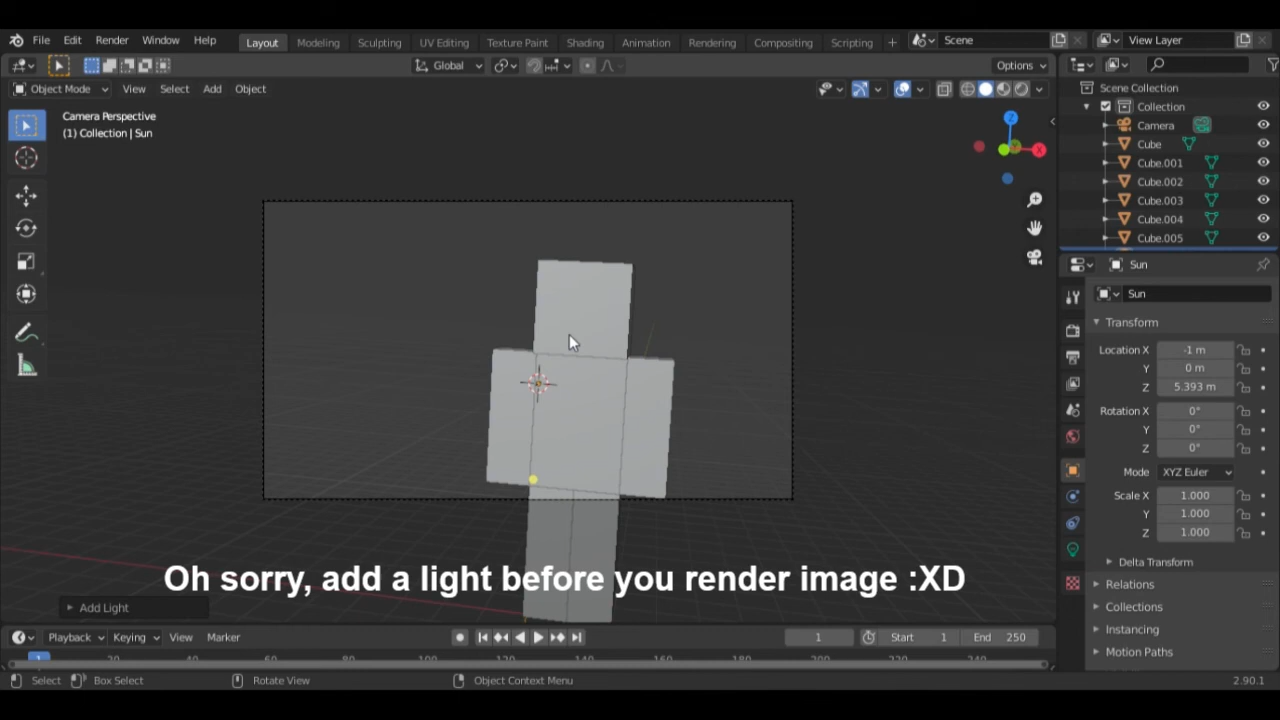 File Edit Render Window Help Layout Modeling Sculpting UV Editing Texture Paint Shading Animation Rendering Compositing Scripting + Scene View Layer
Global Options
Object Mode View Select Add Object
Camera Perspective
(1) Collection | Sun
Z
X
Scene Collection
Collection
Camera
Cube
Cube.001
Cube.002
Cube.003
Cube.004
Cube.005
Sun
Sun
Transform
Location X -1 m
Y 0 m
Z 5.393 m
Rotation X 0°
Y 0°
Z 0°
Mode XYZ Euler
Scale X 1.000
Y 1.000
Z 1.000
Delta Transform
Relations
Collections
Instancing
Motion Paths
Oh sorry, add a light before you render image :XD
Add Light
Playback Keying View Marker 1 Start 1 End 250
Select Box Select Rotate View Object Context Menu 2.90.1